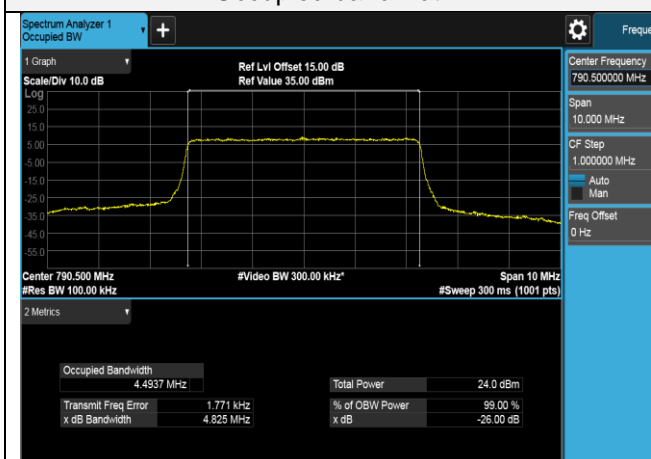 Spectrum Analyzer 1
Occupied BW
+
Freque
1 Graph
Ref Lvl Offset 15.00 dB
Scale/Div 10.0 dB
Ref Value 35.00 dBm
Log
25.0
15.0
5.00
-5.00
-15.0
-25.0
-35.0
-45.0
-55.0
Center 790.500 MHz
#Video BW 300.00 kHz*
Span 10 MHz
#Res BW 100.00 kHz
#Sweep 300 ms (1001 pts)
Center Frequency
790.500000 MHz
Span
10.000 MHz
CF Step
1.000000 MHz
Auto
Man
Freq Offset
0 Hz
2 Metrics
Occupied Bandwidth
4.4937 MHz
Total Power 24.0 dBm
Transmit Freq Error 1.771 kHz
% of OBW Power 99.00 %
x dB Bandwidth 4.825 MHz
x dB -26.00 dB